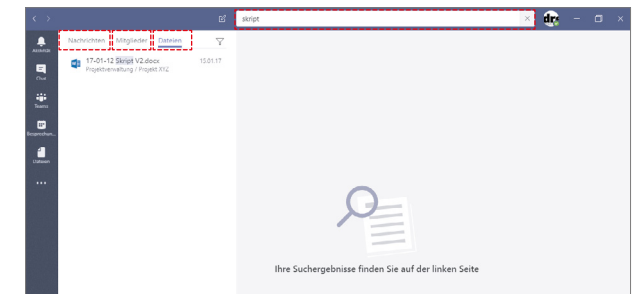 skript
drs
Nachrichten Mitglieder Dateien
Aktivität
17-01-12 Skript V2.docx 13.01.17
Projektverwaltung / Projekt XYZ
Chat
Teams
Besprechun...
Dateien
Ihre Suchergebnisse finden Sie auf der linken Seite